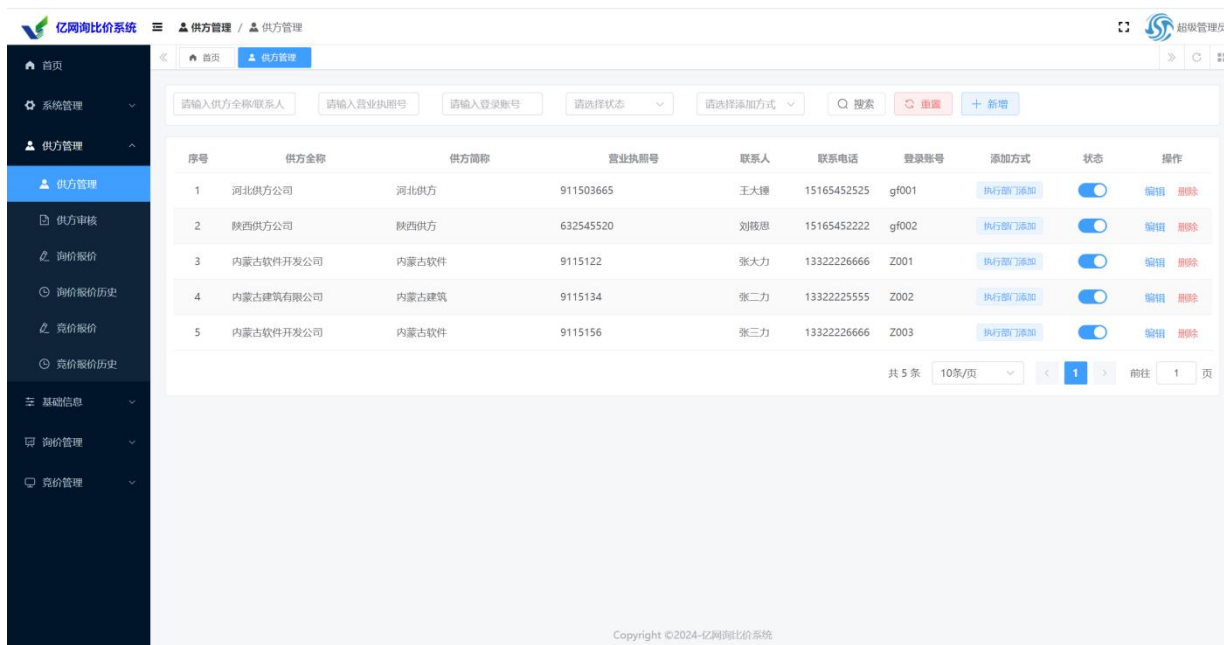 亿网询比价系统 供方管理 / 供方管理 超级管理员
首页
系统管理
供方管理
供方管理
供方审核
询价报价
询价报价历史
竞价报价
竞价报价历史
基础信息
询价管理
竞价管理
首页 供方管理
请输入供方全称/联系人 请输入营业执照号 请输入登录账号 请选择状态 请选择添加方式 搜索 重置 + 新增
序号 供方全称 供方简称 营业执照号 联系人 联系电话 登录账号 添加方式 状态 操作
1 河北供方公司 河北供方 911503665 王大锤 15165452525 gf001 执行部门添加 编辑 删除
2 陕西供方公司 陕西供方 632545520 刘筱思 15165452222 gf002 执行部门添加 编辑 删除
3 内蒙古软件开发公司 内蒙古软件 9115122 张大力 13322226666 Z001 执行部门添加 编辑 删除
4 内蒙古建筑有限公司 内蒙古建筑 9115134 张二力 13322225555 Z002 执行部门添加 编辑 删除
5 内蒙古软件开发公司 内蒙古软件 9115156 张三力 13322226666 Z003 执行部门添加 编辑 删除
共 5 条 10条/页 < 1 > 前往 1 页
Copyright ©2024-亿网询比价系统